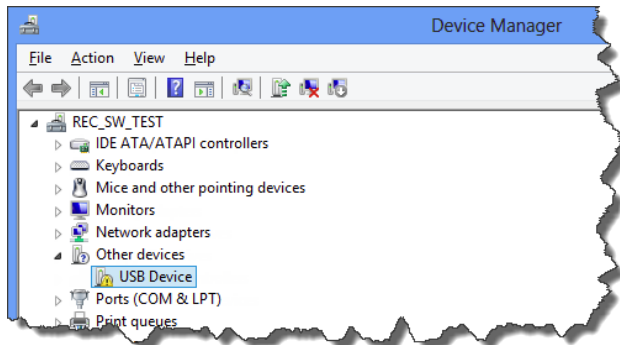 Device Manager
File Action View Help
REC_SW_TEST
IDE ATA/ATAPI controllers
Keyboards
Mice and other pointing devices
Monitors
Network adapters
Other devices
USB Device
Ports (COM & LPT)
Print queues